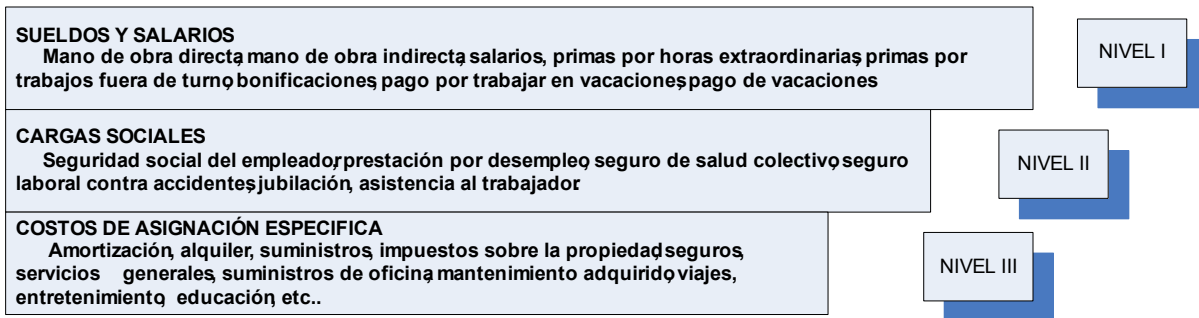 SUELDOS Y SALARIOS
Mano de obra directa, mano de obra indirecta, salarios, primas por horas extraordinarias, primas por
trabajos fuera de turno, bonificaciones, pago por trabajar en vacaciones, pago de vacaciones
NIVEL I
CARGAS SOCIALES
Seguridad social del empleador, prestación por desempleo, seguro de salud colectivo, seguro
laboral contra accidentes, jubilación, asistencia al trabajador.
NIVEL II
COSTOS DE ASIGNACIÓN ESPECIFICA
Amortización, alquiler, suministros, impuestos sobre la propiedad, seguros,
servicios generales, suministros de oficina, mantenimiento adquirido, viajes,
entretenimiento, educación, etc..
NIVEL III